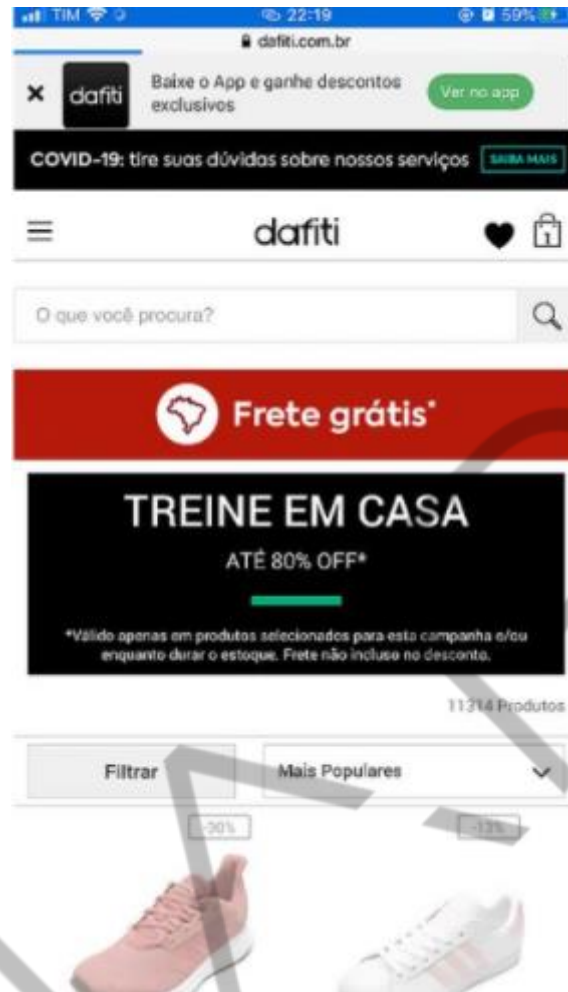 TIM 22:19 59%
dafiti.com.br
dafiti
Baixe o App e ganhe descontos
exclusivos
Ver no app
COVID-19: tire suas dúvidas sobre nossos serviços SAIBA MAIS
dafiti 1
O que você procura?
Frete grátis*
TREINE EM CASA
ATÉ 80% OFF*
*Válido apenas em produtos selecionados para esta campanha e/ou
enquanto durar o estoque. Frete não incluso no desconto.
11314 Produtos
Filtrar Mais Populares
-30% -13%